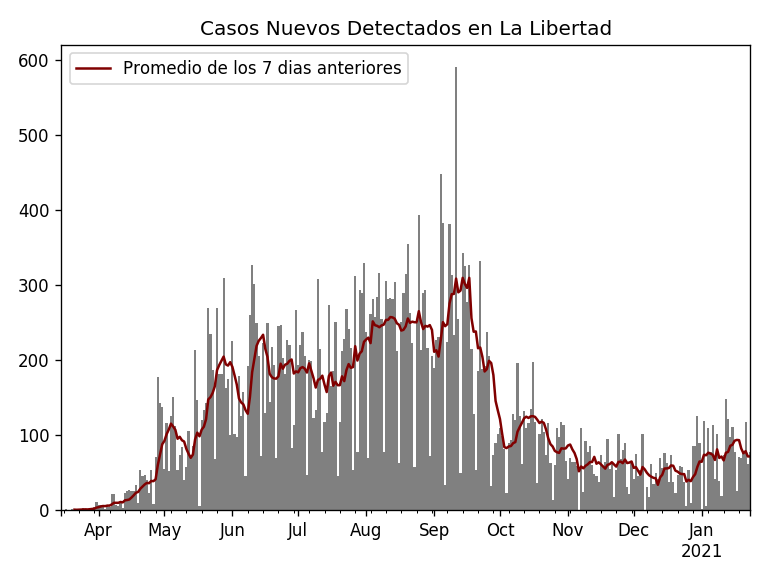 Casos Nuevos Detectados en La Libertad
Promedio de los 7 dias anteriores
600
500
400
300
200
100
0
Apr May Jun Jul Aug Sep Oct Nov Dec Jan
2021